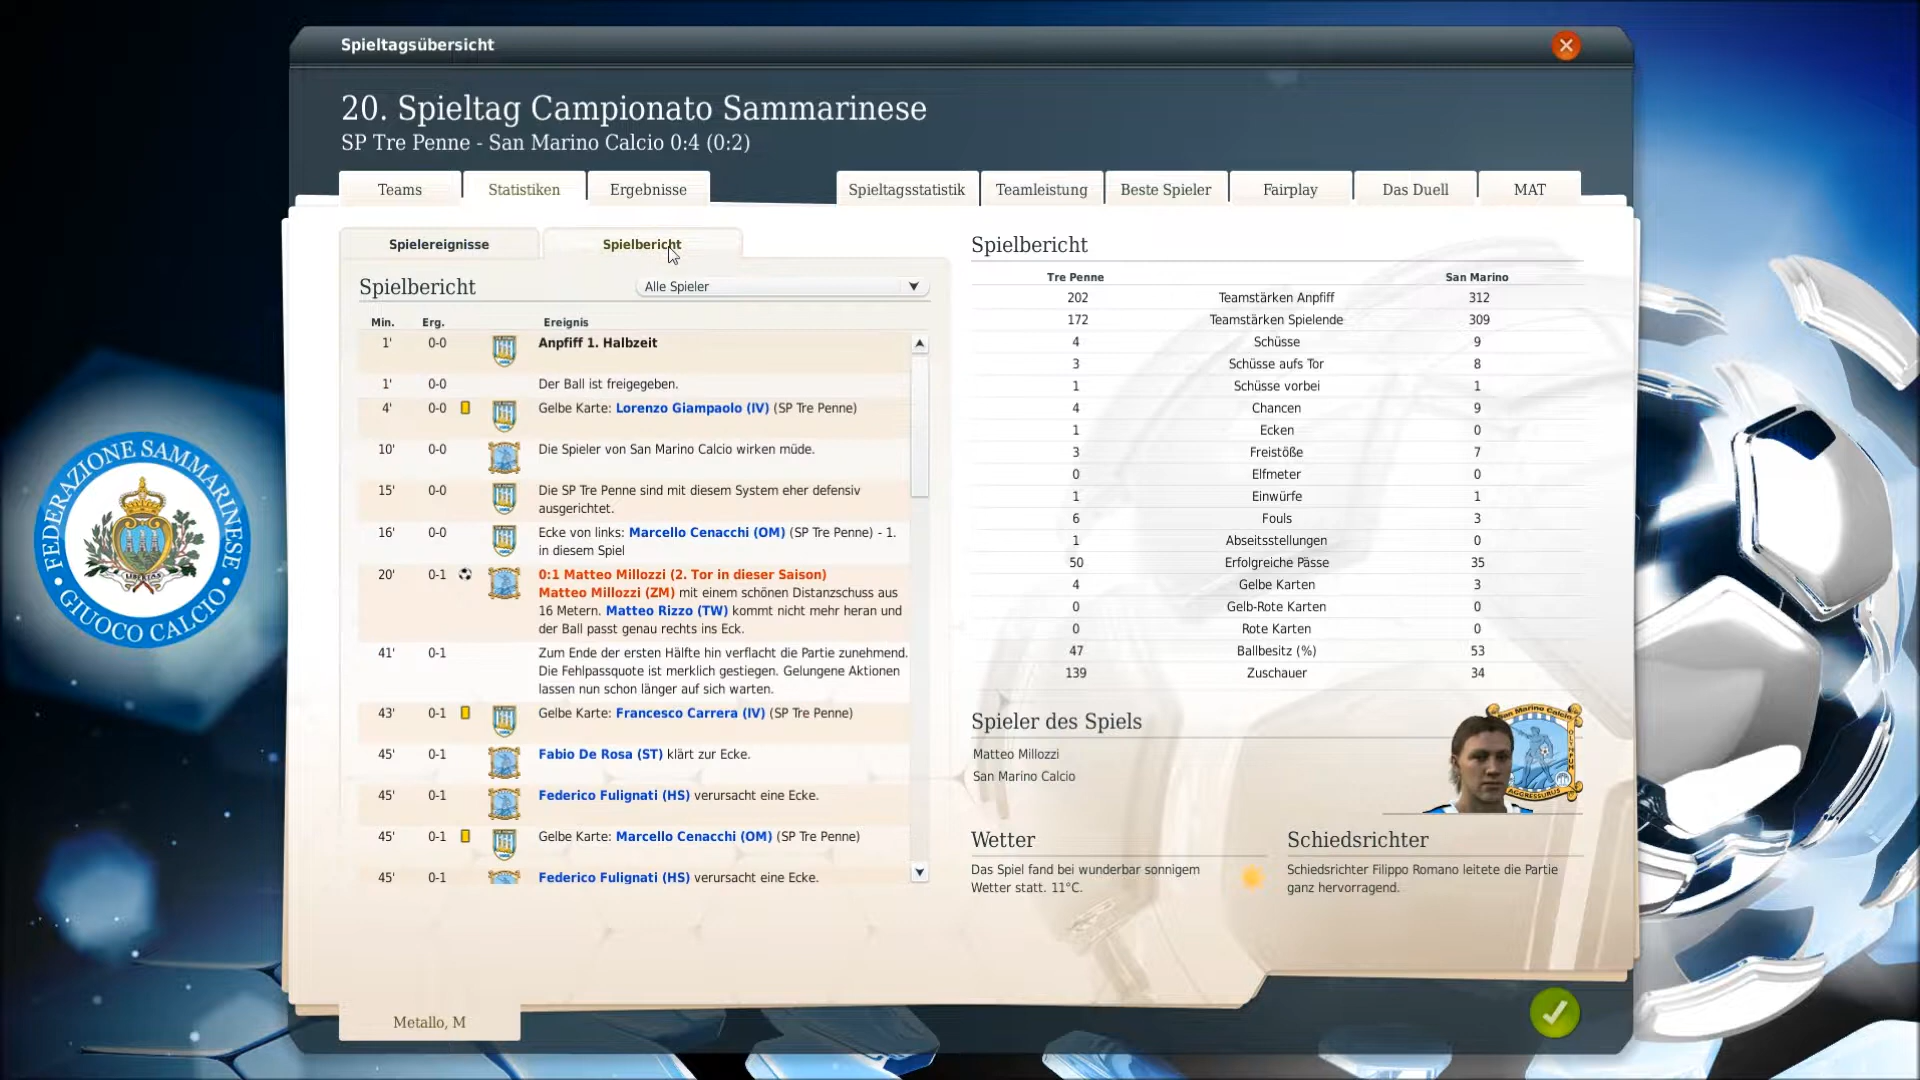 Spieltagsübersicht
20. Spieltag Campionato Sammarinese
SP Tre Penne - San Marino Calcio 0:4 (0:2)
Teams Statistiken Ergebnisse Spieltagsstatistik Teamleistung Beste Spieler Fairplay Das Duell MAT
Spielereignisse Spielbericht
Spielbericht Alle Spieler
Min. Erg. Ereignis
1' 0-0 Anpfiff 1. Halbzeit
1' 0-0 Der Ball ist freigegeben.
4' 0-0 Gelbe Karte: Lorenzo Giampaolo (IV) (SP Tre Penne)
10' 0-0 Die Spieler von San Marino Calcio wirken müde.
15' 0-0 Die SP Tre Penne sind mit diesem System eher defensiv
ausgerichtet.
16' 0-0 Ecke von links: Marcello Cenacchi (OM) (SP Tre Penne) - 1.
in diesem Spiel
20' 0-1 0:1 Matteo Millozzi (2. Tor in dieser Saison)
Matteo Millozzi (ZM) mit einem schönen Distanzschuss aus
16 Metern. Matteo Rizzo (TW) kommt nicht mehr heran und
der Ball passt genau rechts ins Eck.
41' 0-1 Zum Ende der ersten Hälfte hin verflacht die Partie zunehmend.
Die Fehlpassquote ist merklich gestiegen. Gelungene Aktionen
lassen nun schon länger auf sich warten.
43' 0-1 Gelbe Karte: Francesco Carrera (IV) (SP Tre Penne)
45' 0-1 Fabio De Rosa (ST) klärt zur Ecke.
45' 0-1 Federico Fulignati (HS) verursacht eine Ecke.
45' 0-1 Gelbe Karte: Marcello Cenacchi (OM) (SP Tre Penne)
45' 0-1 Federico Fulignati (HS) verursacht eine Ecke.
Spielbericht
Tre Penne San Marino
202 Teamstärken Anpfiff 312
172 Teamstärken Spielende 309
4 Schüsse 9
3 Schüsse aufs Tor 8
1 Schüsse vorbei 1
4 Chancen 9
1 Ecken 0
3 Freistöße 7
0 Elfmeter 0
1 Einwürfe 1
6 Fouls 3
1 Abseitsstellungen 0
50 Erfolgreiche Pässe 35
4 Gelbe Karten 3
0 Gelb-Rote Karten 0
0 Rote Karten 0
47 Ballbesitz (%) 53
139 Zuschauer 34
Spieler des Spiels
Matteo Millozzi
San Marino Calcio
San Marino Calcio
OLYMPUM
AGGRESSURUS
Wetter
Das Spiel fand bei wunderbar sonnigem
Wetter statt. 11°C.
Schiedsrichter
Schiedsrichter Filippo Romano leitete die Partie
ganz hervorragend.
Metallo, M
FEDERAZIONE SAMMARINESE
GIUOCO CALCIO
LIBERTAS